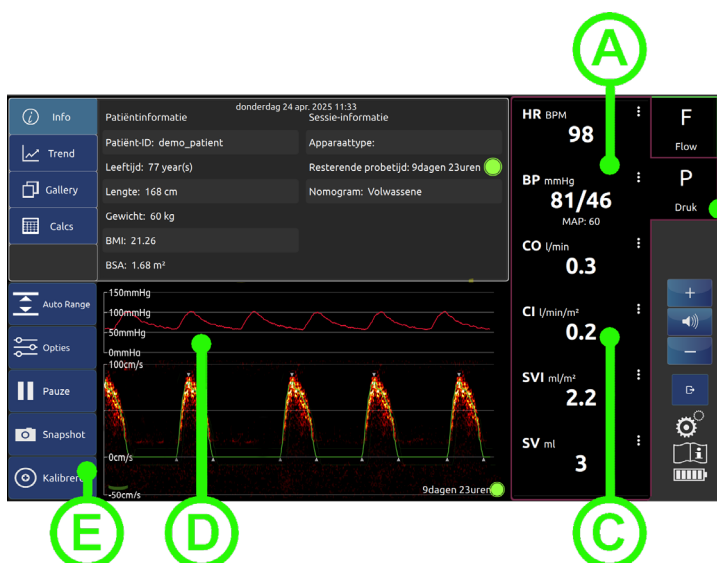 A
donderdag 24 apr. 2025 11:33
Info
Patiëntinformatie
Sessie-informatie
Patiënt-ID: demo_patient
Apparaattype:
Trend
Leeftijd: 77 year(s)
Resterende probetijd: 9dagen 23uren
Gallery
Lengte: 168 cm
Nomogram: Volwassene
Gewicht: 60 kg
Calcs
BMI: 21.26
BSA: 1.68 m²
HR BPM
98
F
Flow
BP mmHg
81/46
MAP: 60
P
Druk
CO l/min
0.3
CI l/min/m²
0.2
SVI ml/m²
2.2
SV ml
3
+
−
Auto Range
Opties
Pauze
Snapshot
150mmHg
100mmHg
50mmHg
0mmHg
100cm/s
0cm/s
-50cm/s
9dagen 23uren
i
E
D
C